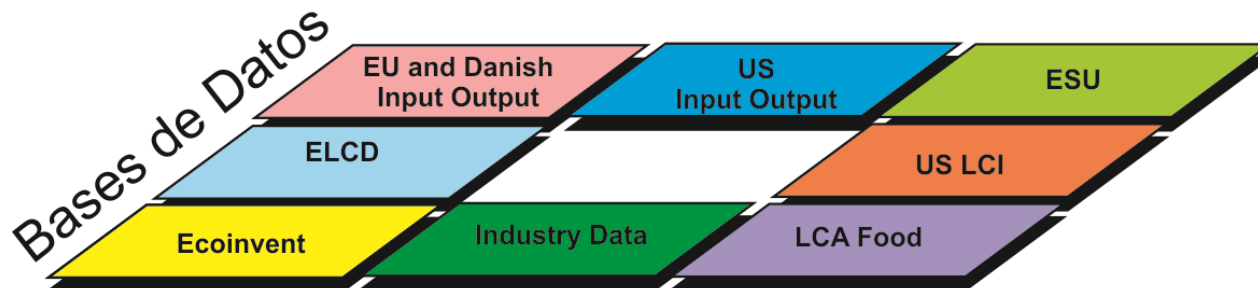 Bases de Datos
EU and Danish
Input Output
US
Input Output
ESU
ELCD
US LCI
Ecoinvent
Industry Data
LCA Food